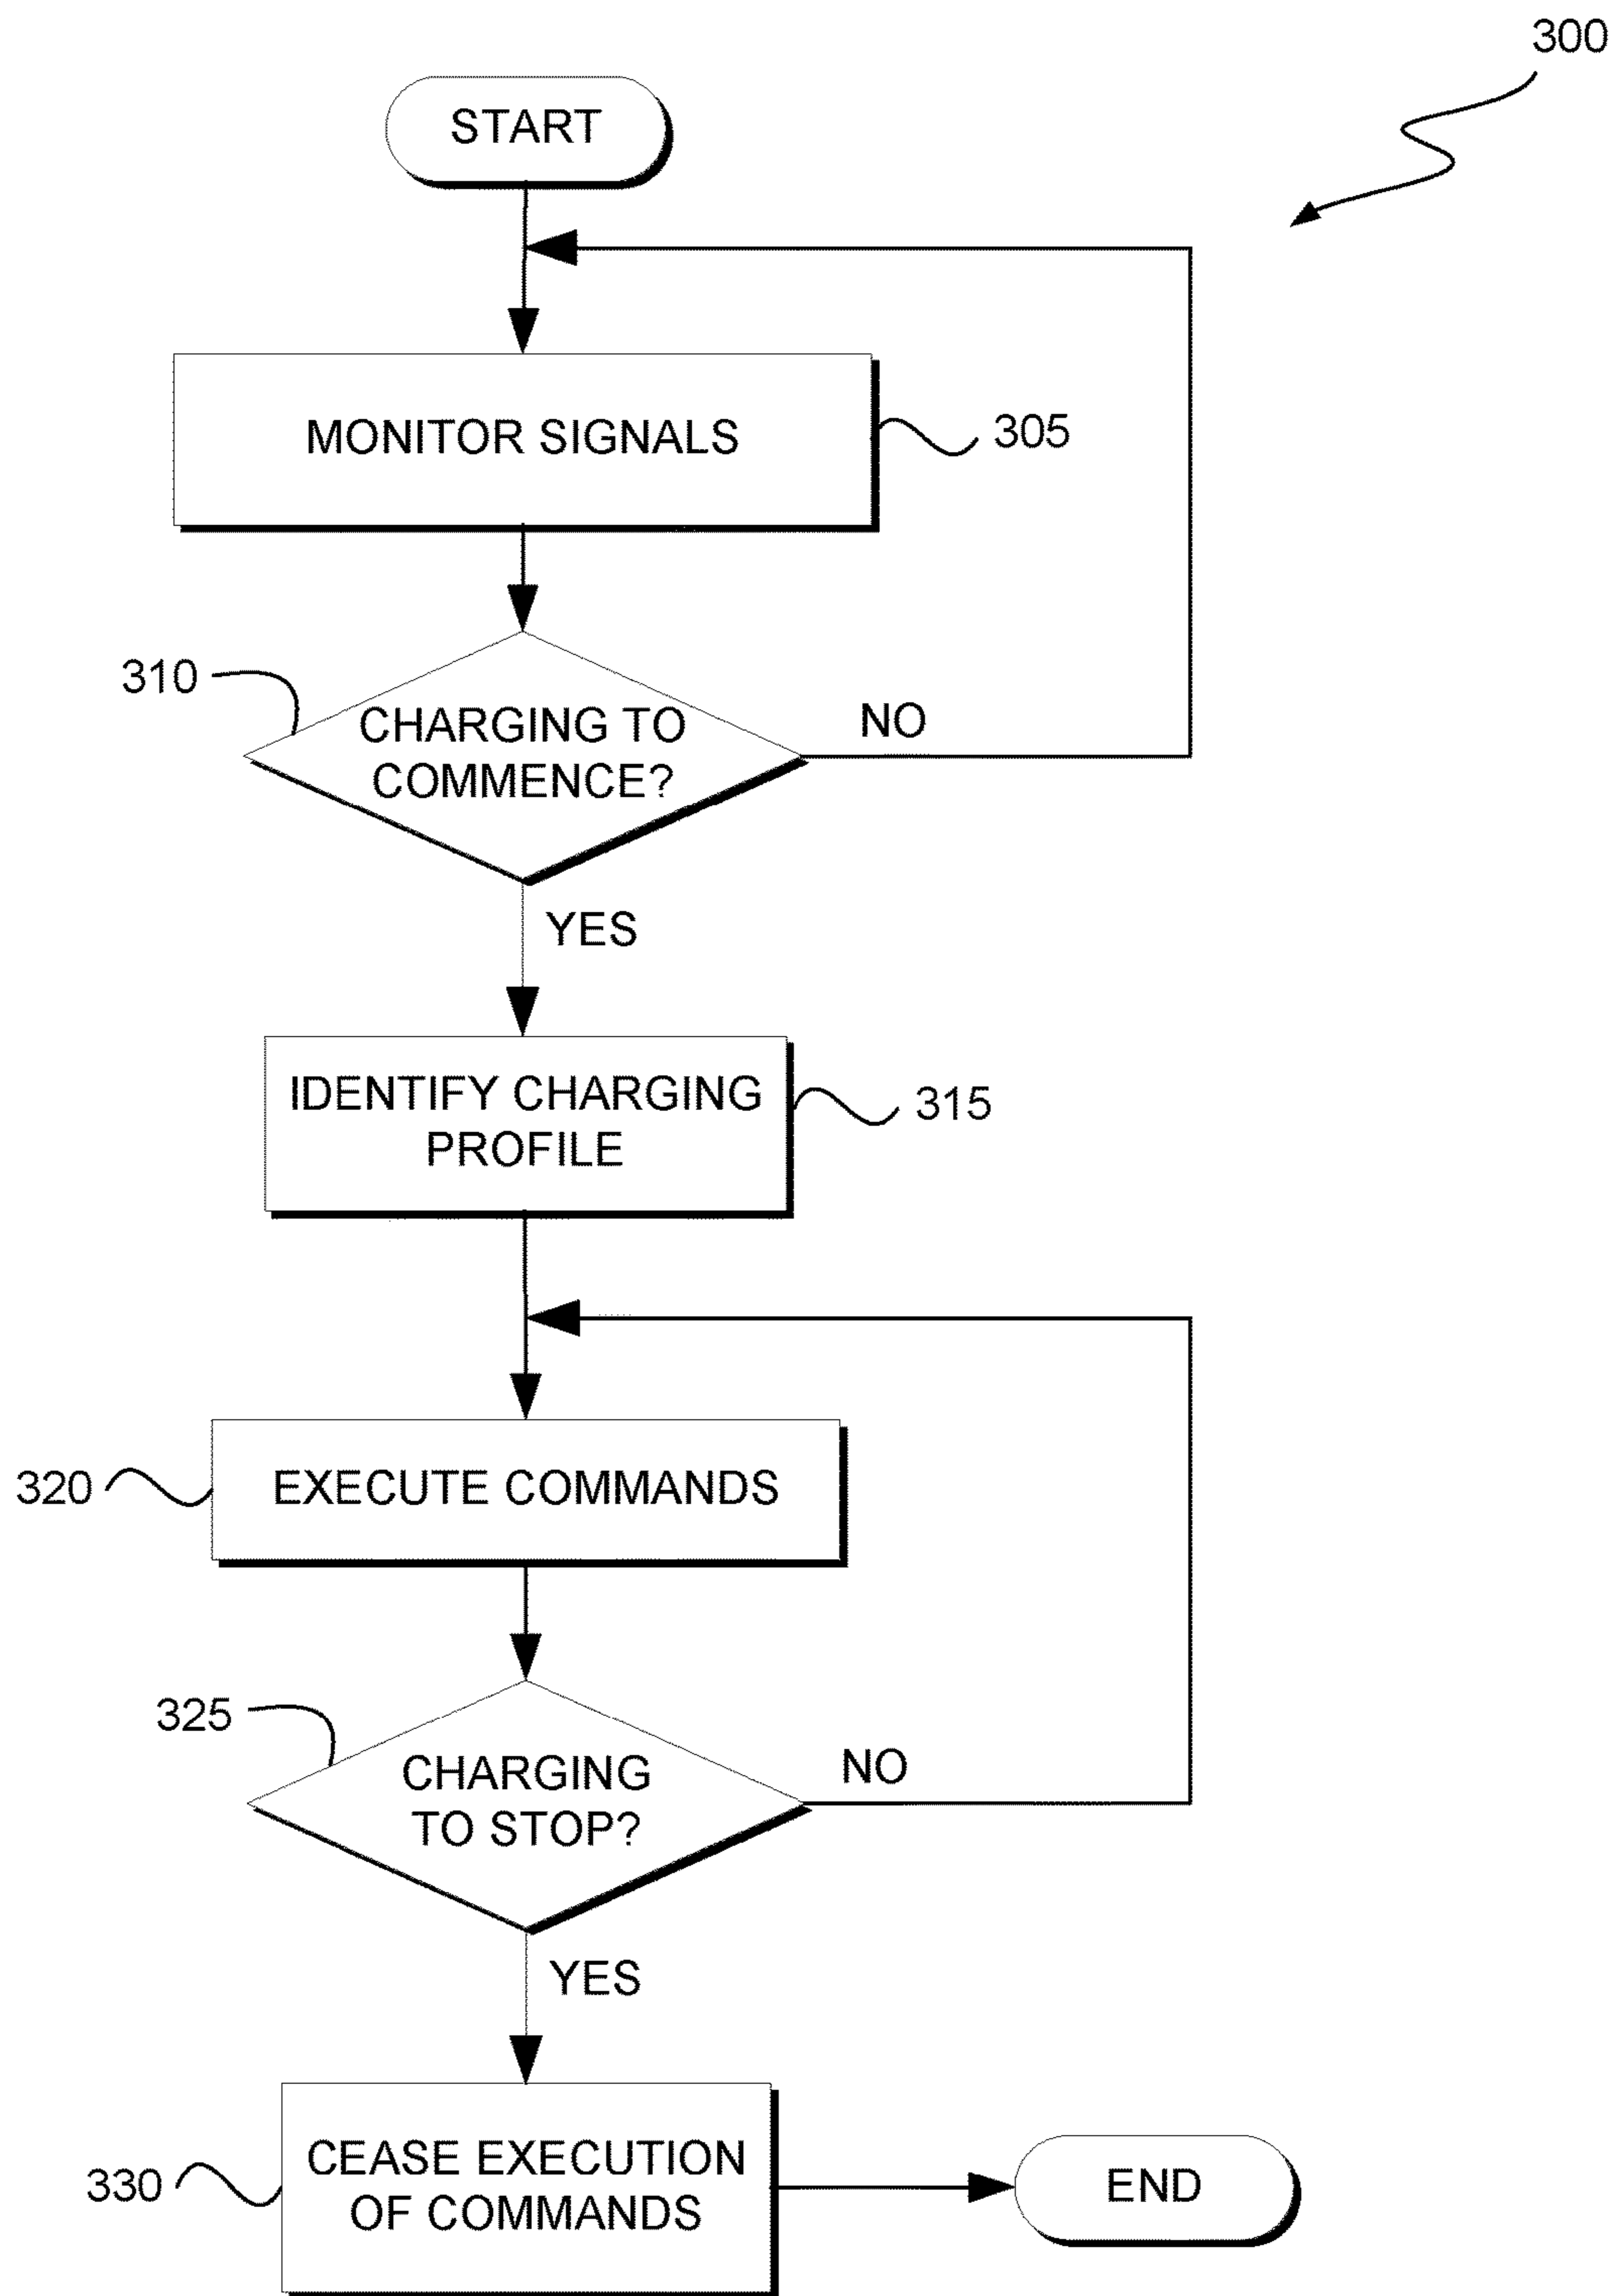 300
START
MONITOR SIGNALS
305
310
CHARGING TO
COMMENCE?
NO
YES
IDENTIFY CHARGING
PROFILE
315
320
EXECUTE COMMANDS
325
CHARGING
TO STOP?
NO
YES
330
CEASE EXECUTION
OF COMMANDS
END